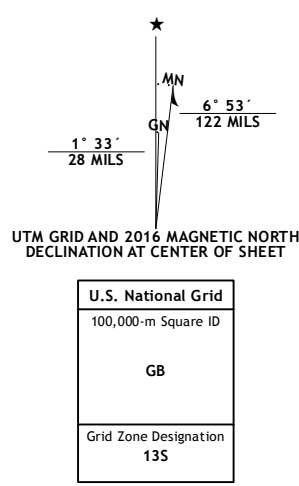 ★
MN
GN
6° 53´
122 MILS
1° 33´
28 MILS
UTM GRID AND 2016 MAGNETIC NORTH
DECLINATION AT CENTER OF SHEET
U.S. National Grid
100,000-m Square ID
GB
Grid Zone Designation
13S